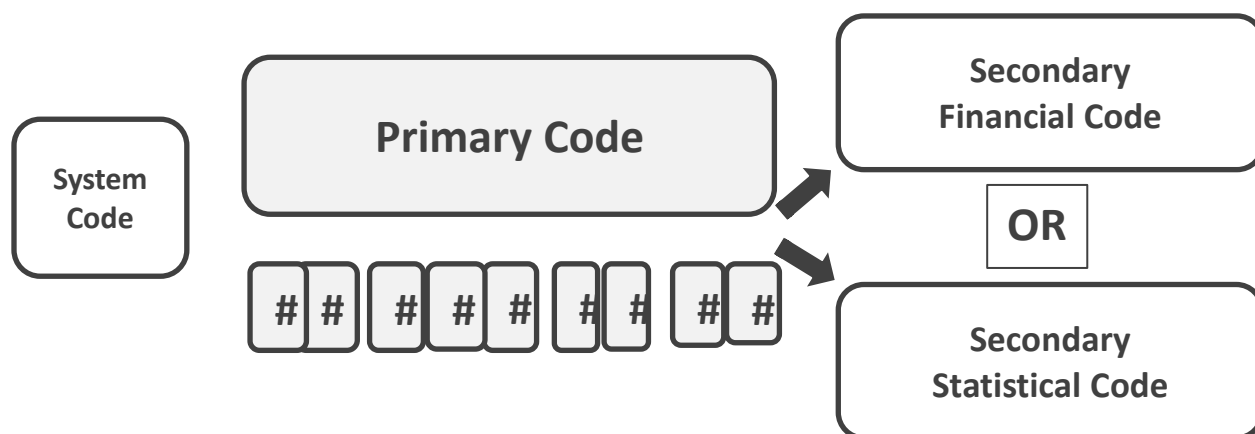 System
Code
Primary Code
# # # # # # # # #
Secondary
Financial Code
OR
Secondary
Statistical Code